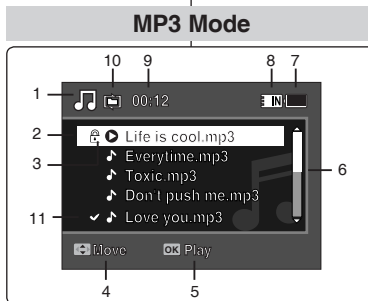 MP3 Mode
10 9 8 7
1 00:12 IN
2 Life is cool.mp3
3 Everytime.mp3
Toxic.mp3 6
Don't push me.mp3
11 Love you.mp3
Move OK Play
4 5